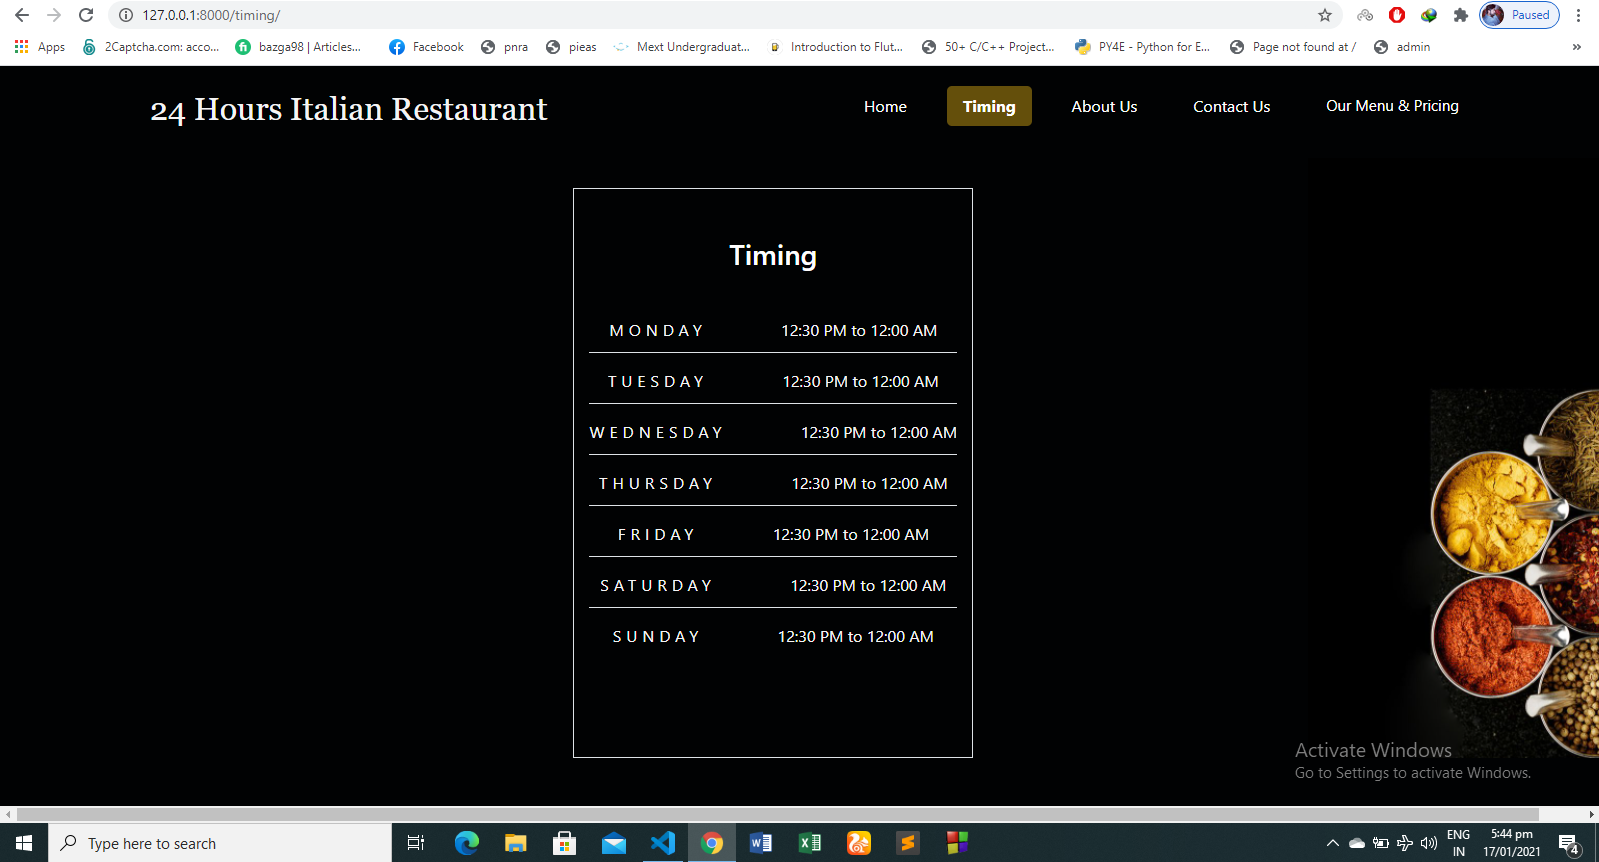 127.0.0.1:8000/timing/
Paused
Apps
2Captcha.com: acco...
bazga98 | Articles...
Facebook
pnra
pieas
Mext Undergraduat...
Introduction to Flut...
50+ C/C++ Project...
PY4E - Python for E...
Page not found at /
admin
»
24 Hours Italian Restaurant
Home
Timing
About Us
Contact Us
Our Menu & Pricing
Timing
MONDAY 12:30 PM to 12:00 AM
TUESDAY 12:30 PM to 12:00 AM
WEDNESDAY 12:30 PM to 12:00 AM
THURSDAY 12:30 PM to 12:00 AM
FRIDAY 12:30 PM to 12:00 AM
SATURDAY 12:30 PM to 12:00 AM
SUNDAY 12:30 PM to 12:00 AM
Activate Windows
Go to Settings to activate Windows.
Type here to search
ENG
IN
5:44 pm
17/01/2021
4